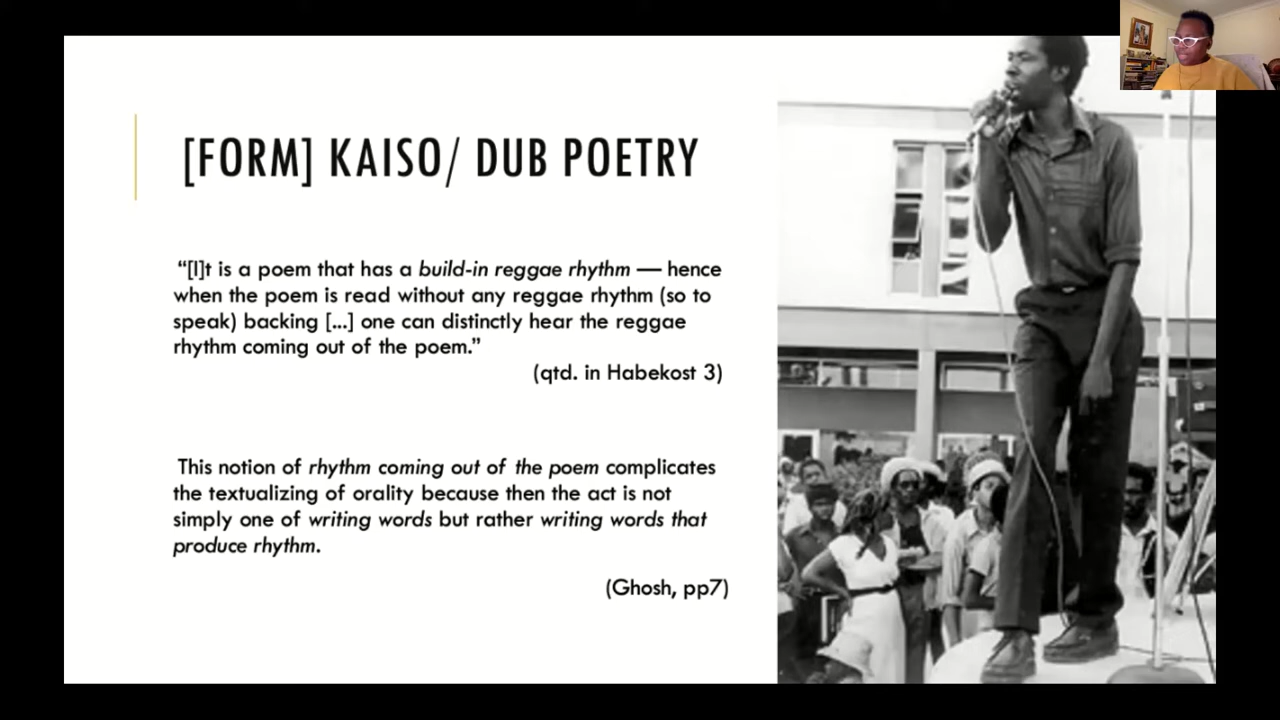 [FORM] KAISO/ DUB POETRY
“[I]t is a poem that has a build-in reggae rhythm — hence
when the poem is read without any reggae rhythm (so to
speak) backing [...] one can distinctly hear the reggae
rhythm coming out of the poem.”
(qtd. in Habekost 3)
This notion of rhythm coming out of the poem complicates
the textualizing of orality because then the act is not
simply one of writing words but rather writing words that
produce rhythm.
(Ghosh, pp7)